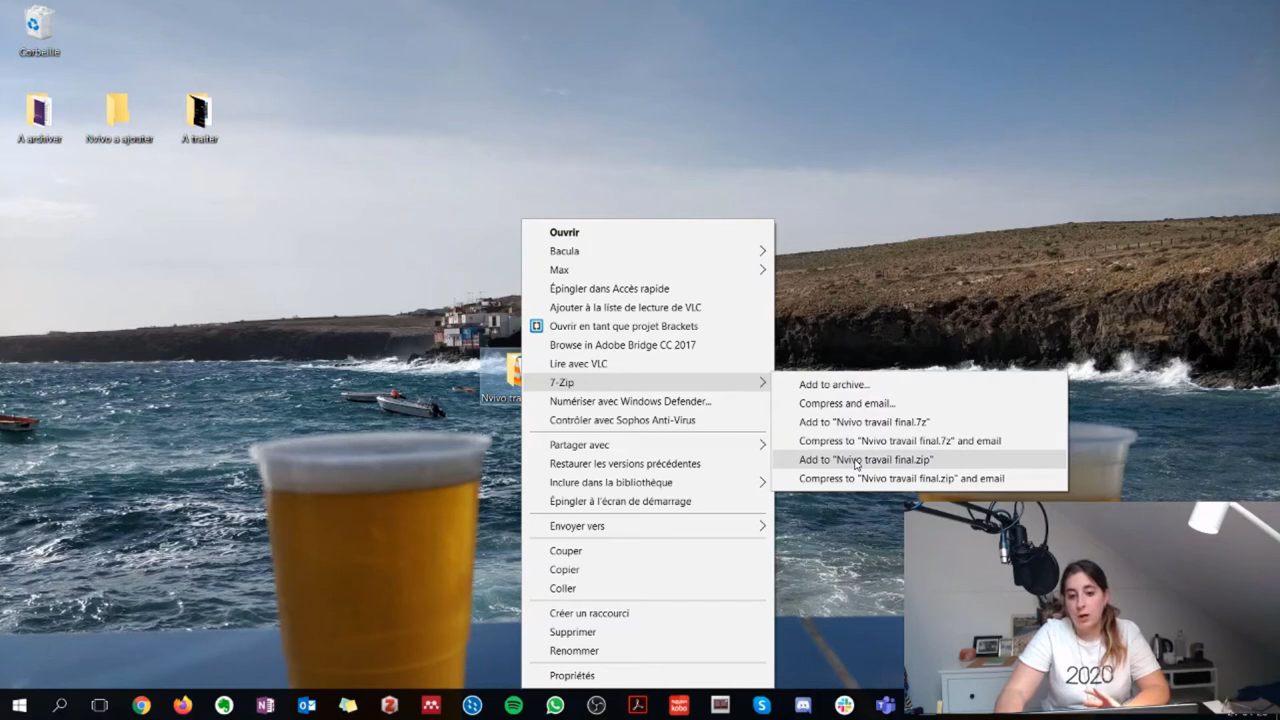 Corbeille
A archiver
Nvivo a ajouter
A traiter
Nvivo tra
Ouvrir
Bacula
Max
Épingler dans Accès rapide
Ajouter à la liste de lecture de VLC
Ouvrir en tant que projet Brackets
Browse in Adobe Bridge CC 2017
Lire avec VLC
7-Zip
Numériser avec Windows Defender...
Contrôler avec Sophos Anti-Virus
Partager avec
Restaurer les versions précédentes
Inclure dans la bibliothèque
Épingler à l'écran de démarrage
Envoyer vers
Couper
Copier
Coller
Créer un raccourci
Supprimer
Renommer
Propriétés
Add to archive...
Compress and email...
Add to "Nvivo travail final.7z"
Compress to "Nvivo travail final.7z" and email
Add to "Nvivo travail final.zip"
Compress to "Nvivo travail final.zip" and email
2020
Rakuten
kobo